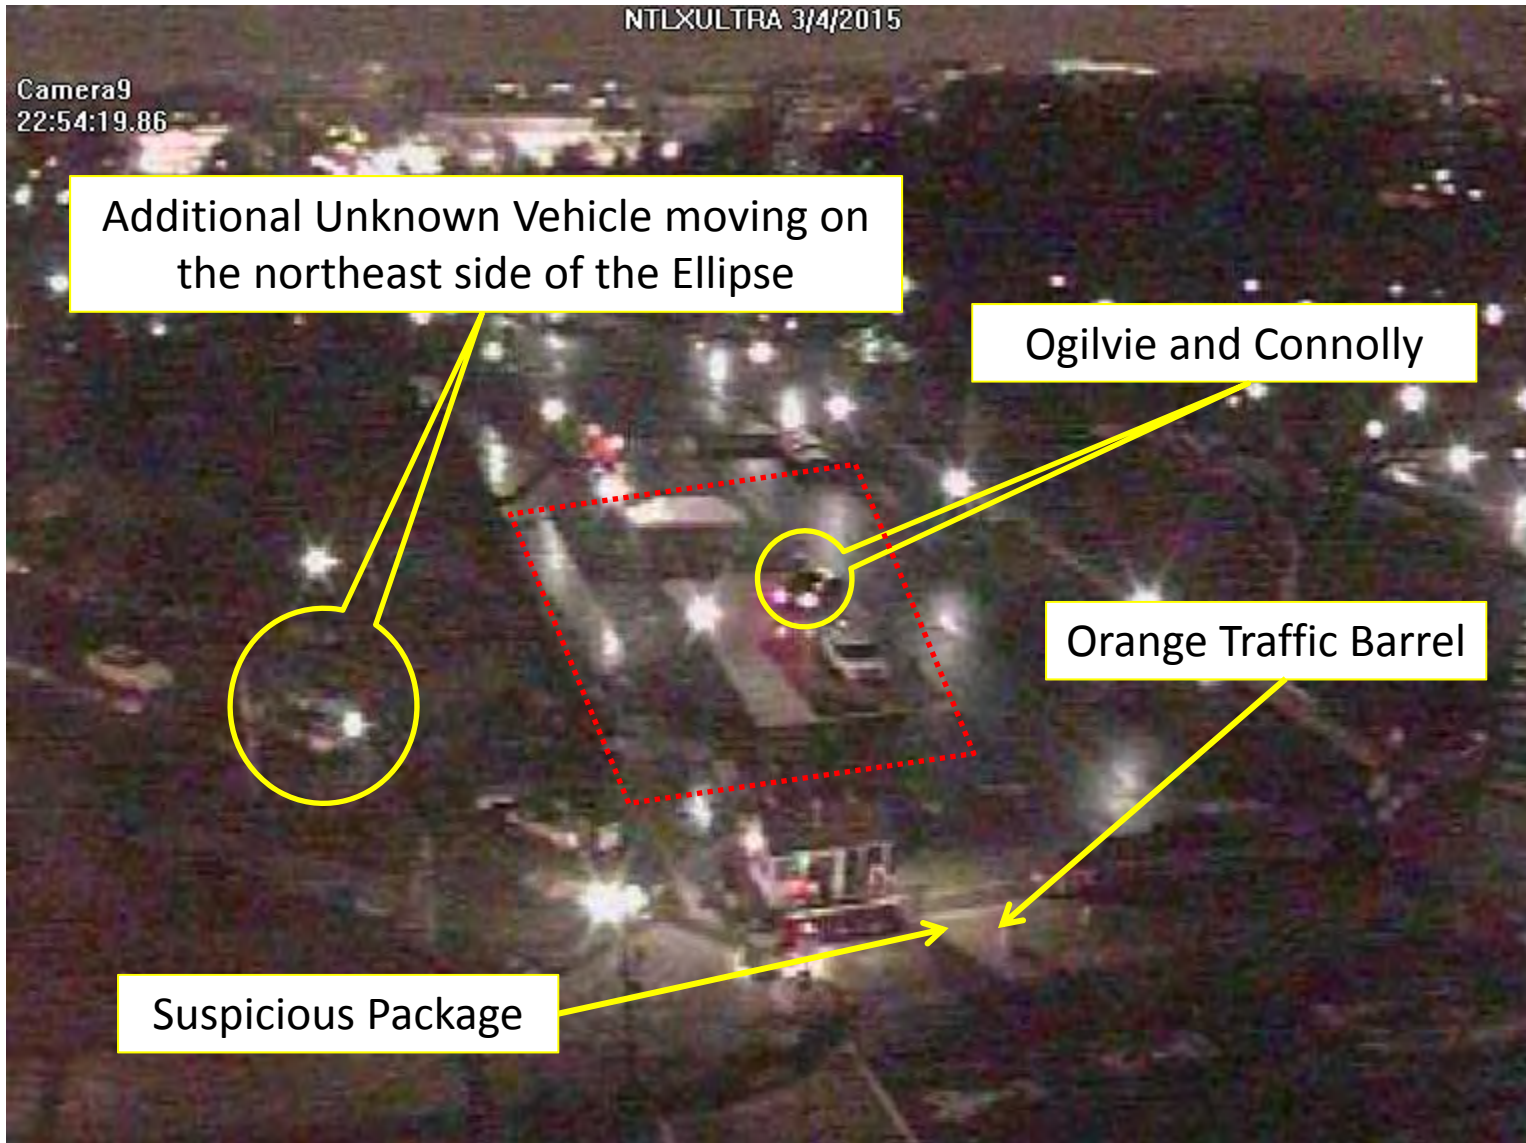 NTLXULTRA 3/4/2015
Camera9
22:54:19.86
Additional Unknown Vehicle moving on
the northeast side of the Ellipse
Ogilvie and Connolly
Orange Traffic Barrel
Suspicious Package